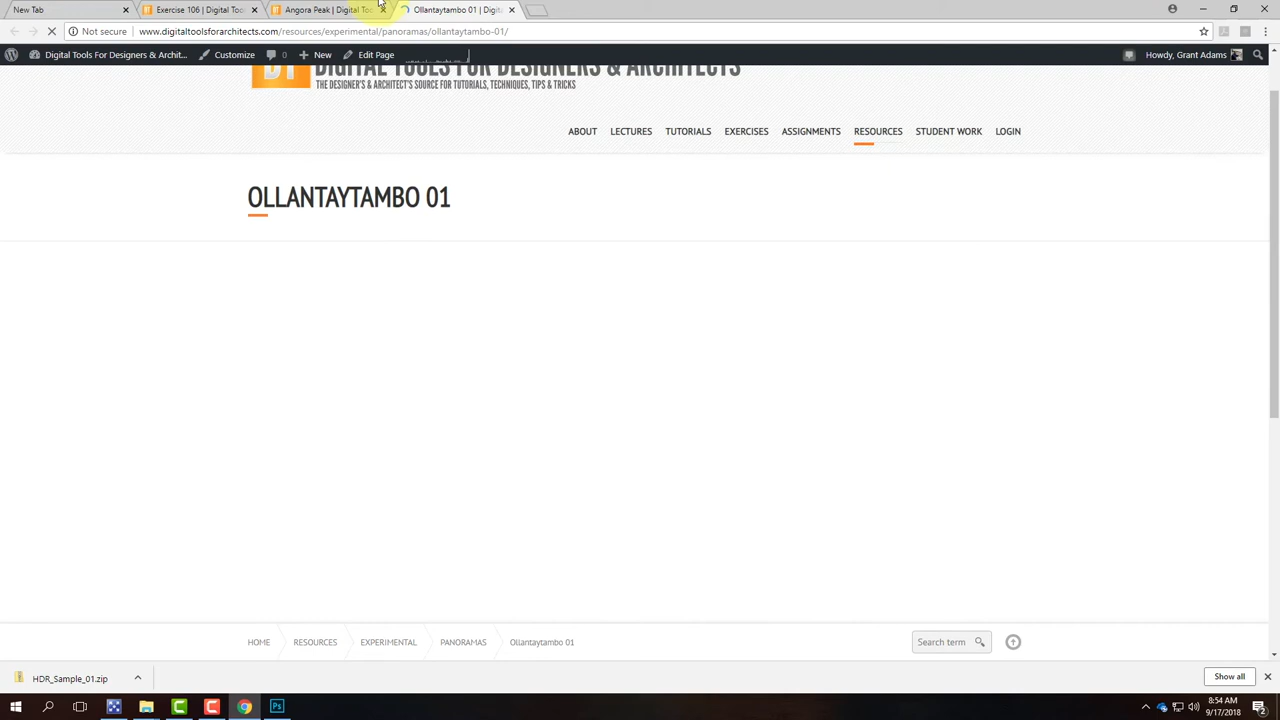 New Tab
Exercise 106 | Digital Tool
Angora Peak | Digital Too
Ollantaytambo 01 | Digit
Not secure
www.digitaltoolsforarchitects.com/resources/experimental/panoramas/ollantaytambo-01/
Digital Tools For Designers & Archit...
Customize
0
New
Edit Page
Howdy, Grant Adams
DT
DIGITAL TOOLS FOR DESIGNERS & ARCHITECTS
THE DESIGNER'S & ARCHITECT'S SOURCE FOR TUTORIALS, TECHNIQUES, TIPS & TRICKS
ABOUT LECTURES TUTORIALS EXERCISES ASSIGNMENTS RESOURCES STUDENT WORK LOGIN
OLLANTAYTAMBO 01
HOME RESOURCES EXPERIMENTAL PANORAMAS Ollantaytambo 01
Search term
HDR_Sample_01.zip
Show all
Ps
8:54 AM
9/17/2018
2